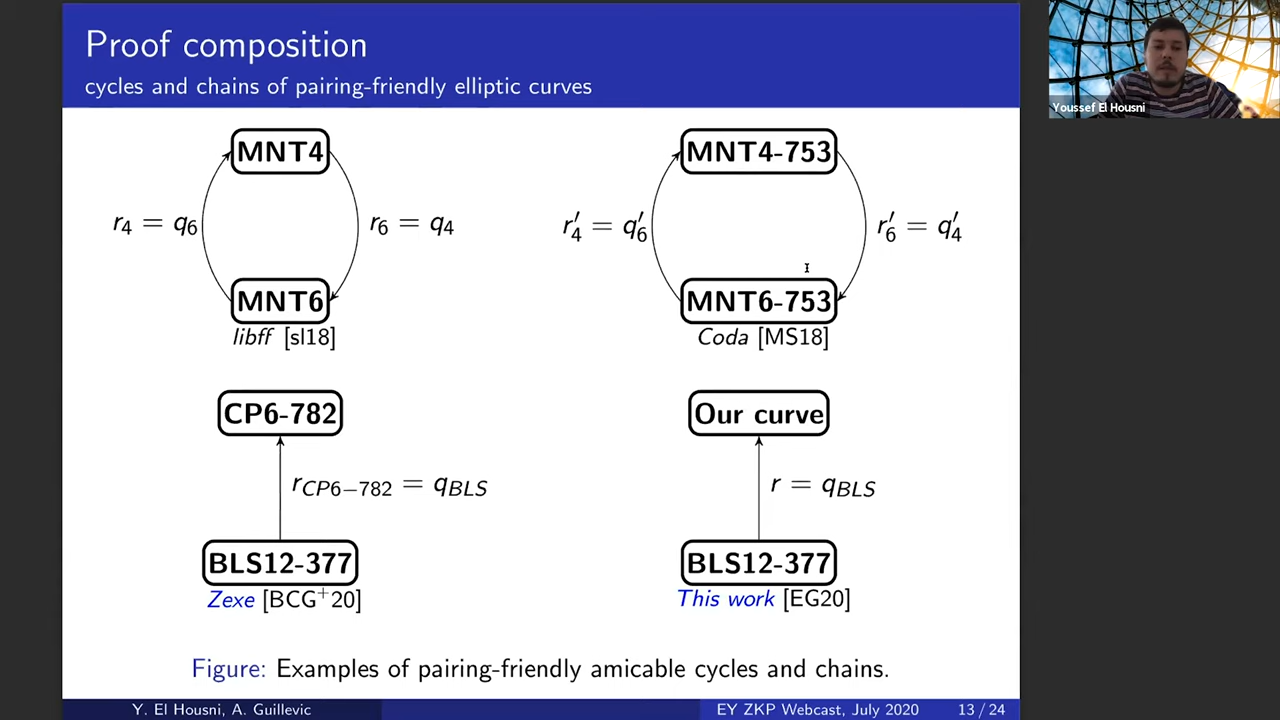 Proof composition
cycles and chains of pairing-friendly elliptic curves
Youssef El Housni
MNT4
r₄ = q₆
r₆ = q₄
MNT6
libff [sl18]
MNT4-753
r′₄ = q′₆
r′₆ = q′₄
MNT6-753
Coda [MS18]
CP6-782
r_CP6−782 = q_BLS
BLS12-377
Zexe [BCG⁺20]
Our curve
r = q_BLS
BLS12-377
This work [EG20]
Figure: Examples of pairing-friendly amicable cycles and chains.
Y. El Housni, A. Guillevic
EY ZKP Webcast, July 2020
13 / 24